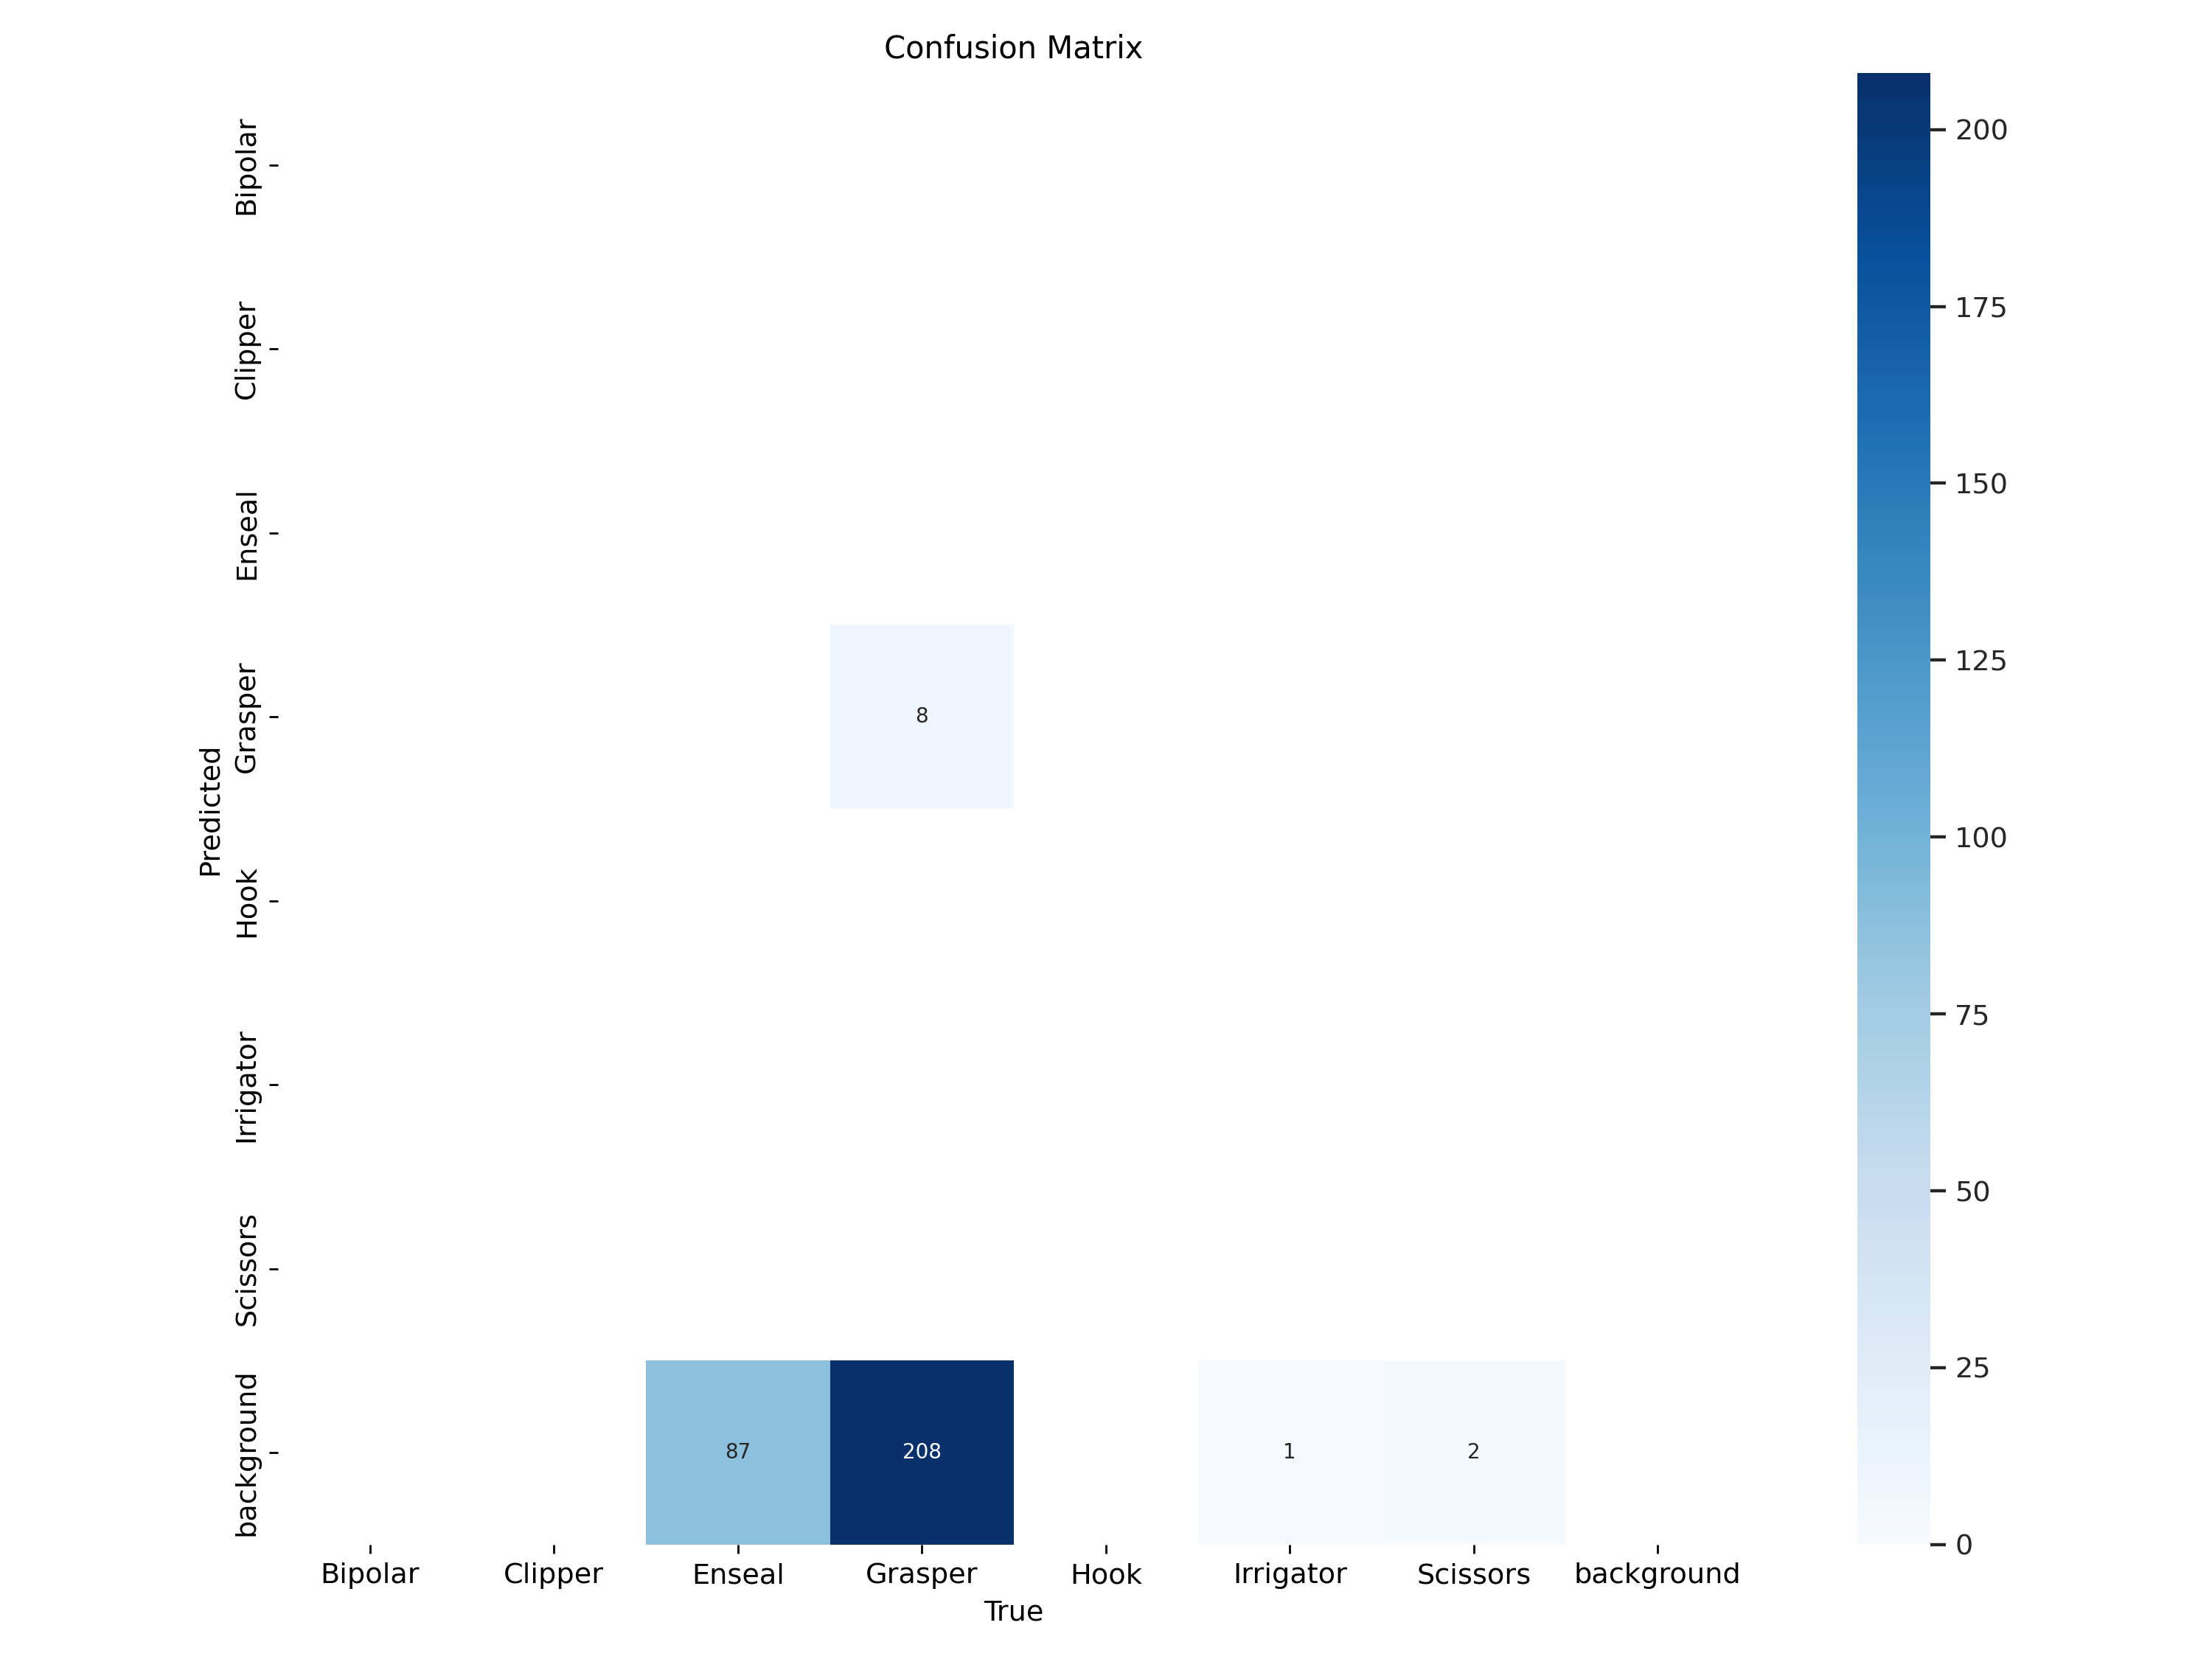 Confusion Matrix
Predicted
Bipolar
Clipper
Enseal
Grasper
Hook
Irrigator
Scissors
background
8
87 208 1 2
Bipolar Clipper Enseal Grasper Hook Irrigator Scissors background
True
200
175
150
125
100
75
50
25
0